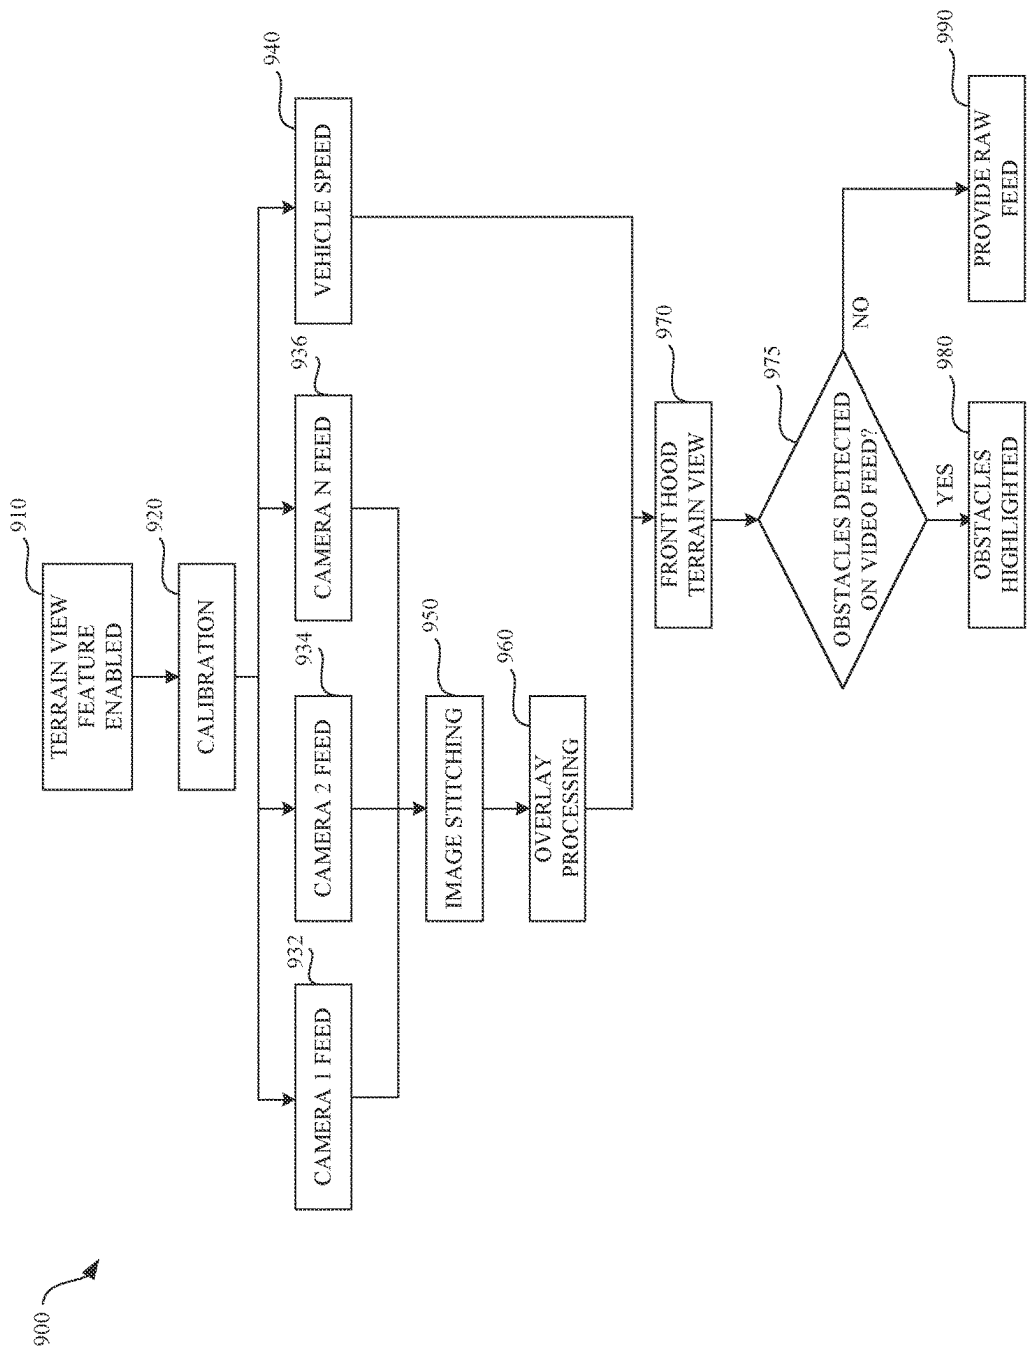 900
910
TERRAIN VIEW
FEATURE
ENABLED
920
CALIBRATION
932
CAMERA 1 FEED
934
CAMERA 2 FEED
936
CAMERA N FEED
940
VEHICLE SPEED
950
IMAGE STITCHING
960
OVERLAY
PROCESSING
970
FRONT HOOD
TERRAIN VIEW
975
OBSTACLES DETECTED
ON VIDEO FEED?
YES
NO
980
OBSTACLES
HIGHLIGHTED
990
PROVIDE RAW
FEED